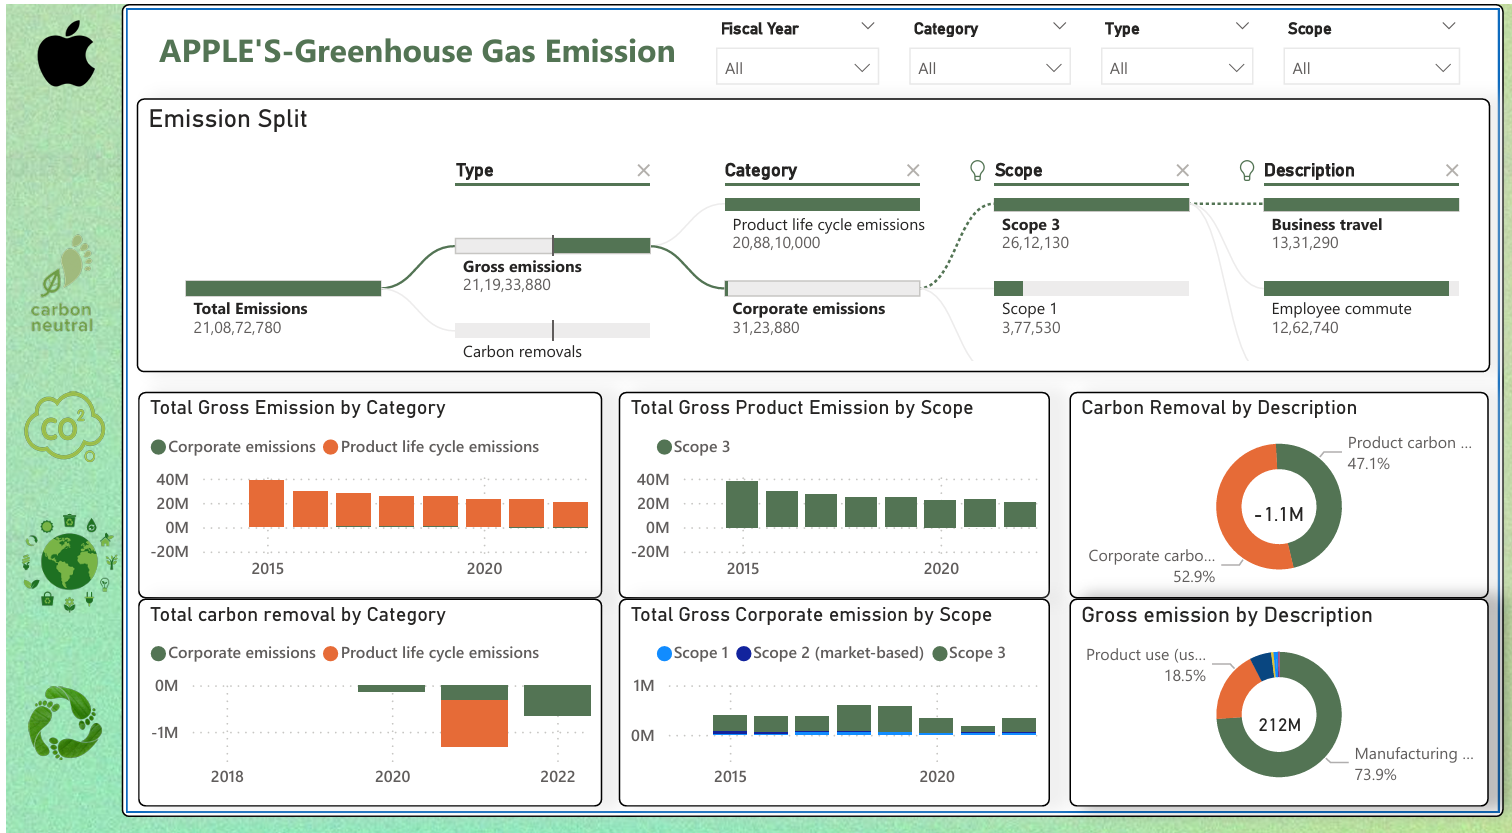 APPLE'S-Greenhouse Gas Emission
Fiscal Year
All
Category
All
Type
All
Scope
All
Emission Split
Type
Category
Scope
Description
Total Emissions
21,08,72,780
Gross emissions
21,19,33,880
Carbon removals
Product life cycle emissions
20,88,10,000
Corporate emissions
31,23,880
Scope 3
26,12,130
Scope 1
3,77,530
Business travel
13,31,290
Employee commute
12,62,740
carbon
neutral
CO2
Total Gross Emission by Category
Corporate emissions Product life cycle emissions
40M
20M
0M
-20M
2015 2020
Total Gross Product Emission by Scope
Scope 3
40M
20M
0M
-20M
2015 2020
Carbon Removal by Description
Product carbon ...
47.1%
-1.1M
Corporate carbo...
52.9%
Total carbon removal by Category
Corporate emissions Product life cycle emissions
0M
-1M
2018 2020 2022
Total Gross Corporate emission by Scope
Scope 1 Scope 2 (market-based) Scope 3
1M
0M
2015 2020
Gross emission by Description
Product use (us...
18.5%
212M
Manufacturing ...
73.9%